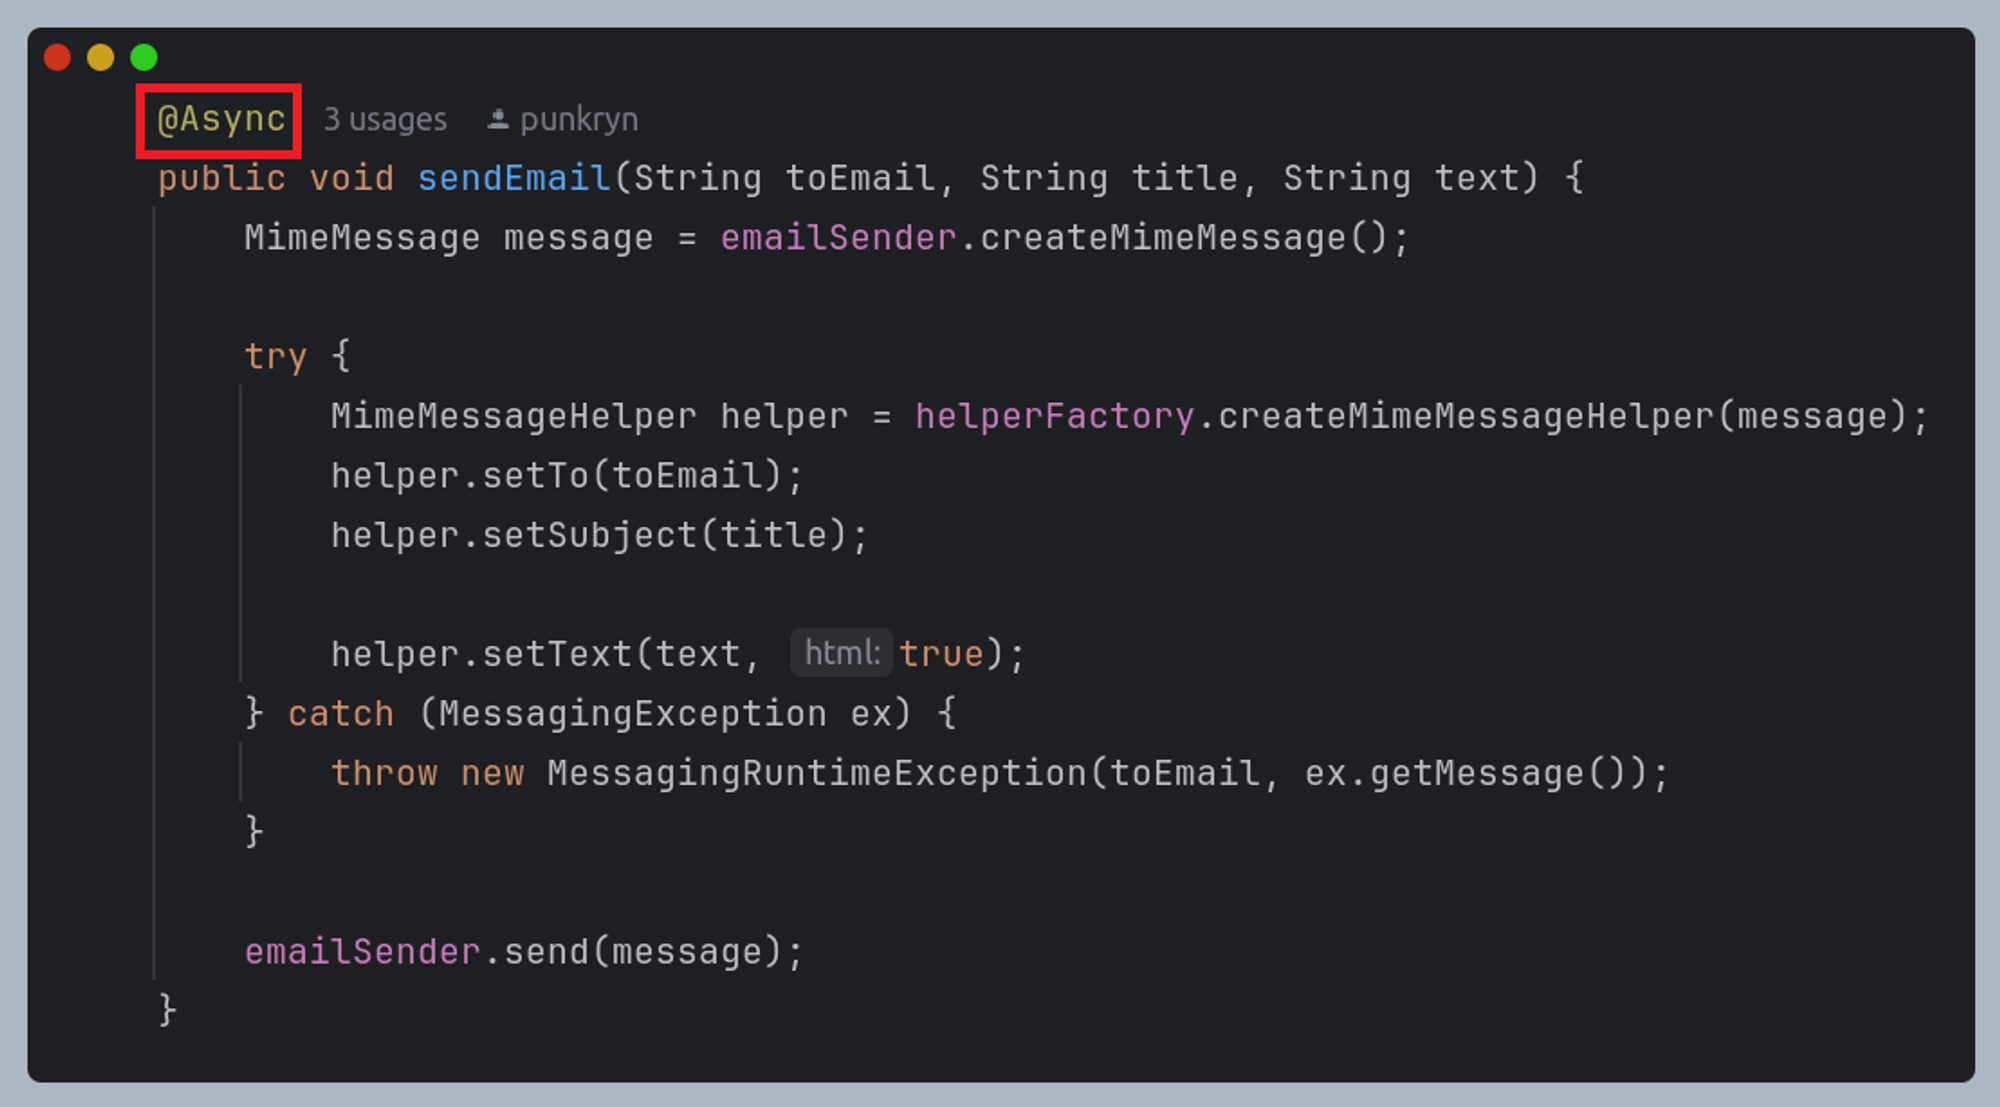 @Async 3 usages punkryn
public void sendEmail(String toEmail, String title, String text) {
MimeMessage message = emailSender.createMimeMessage();
try {
MimeMessageHelper helper = helperFactory.createMimeMessageHelper(message);
helper.setTo(toEmail);
helper.setSubject(title);
helper.setText(text, html: true);
} catch (MessagingException ex) {
throw new MessagingRuntimeException(toEmail, ex.getMessage());
}
emailSender.send(message);
}